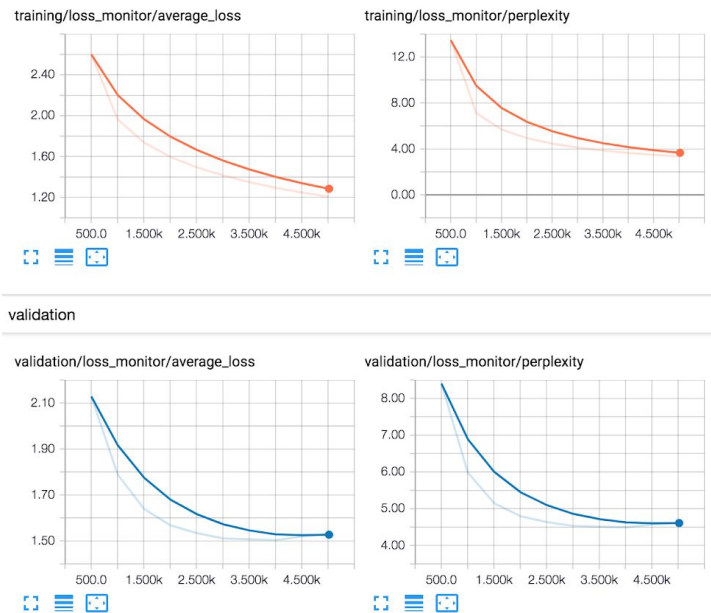 training/loss_monitor/average_loss
2.40
2.00
1.60
1.20
500.0 1.500k 2.500k 3.500k 4.500k
training/loss_monitor/perplexity
12.0
8.00
4.00
0.00
500.0 1.500k 2.500k 3.500k 4.500k
validation
validation/loss_monitor/average_loss
2.10
1.90
1.70
1.50
500.0 1.500k 2.500k 3.500k 4.500k
validation/loss_monitor/perplexity
8.00
7.00
6.00
5.00
4.00
500.0 1.500k 2.500k 3.500k 4.500k